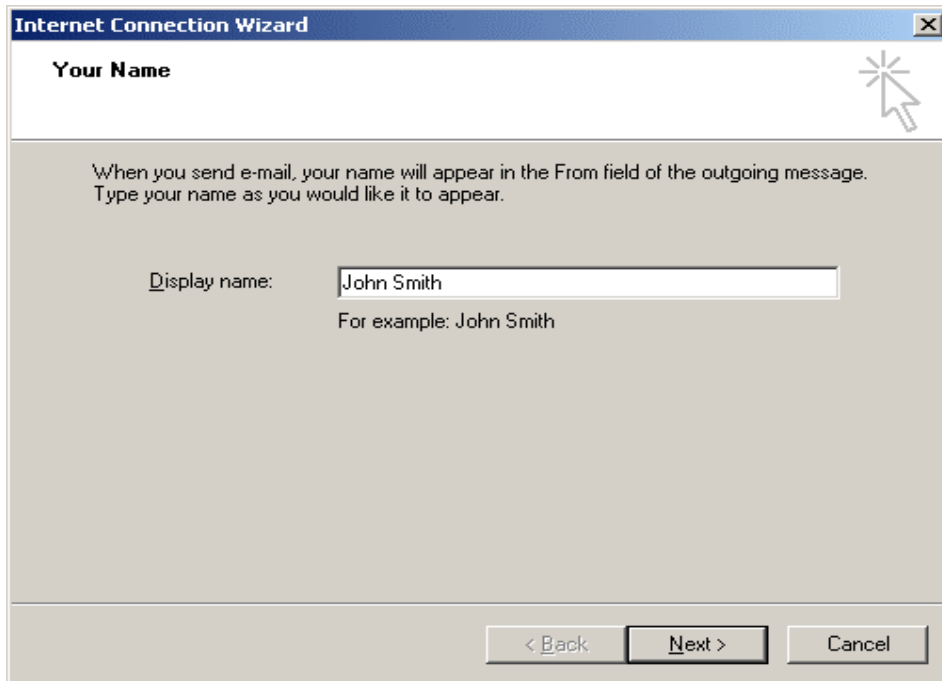 Internet Connection Wizard
Your Name
When you send e-mail, your name will appear in the From field of the outgoing message.
Type your name as you would like it to appear.
Display name: John Smith
For example: John Smith
< Back Next > Cancel